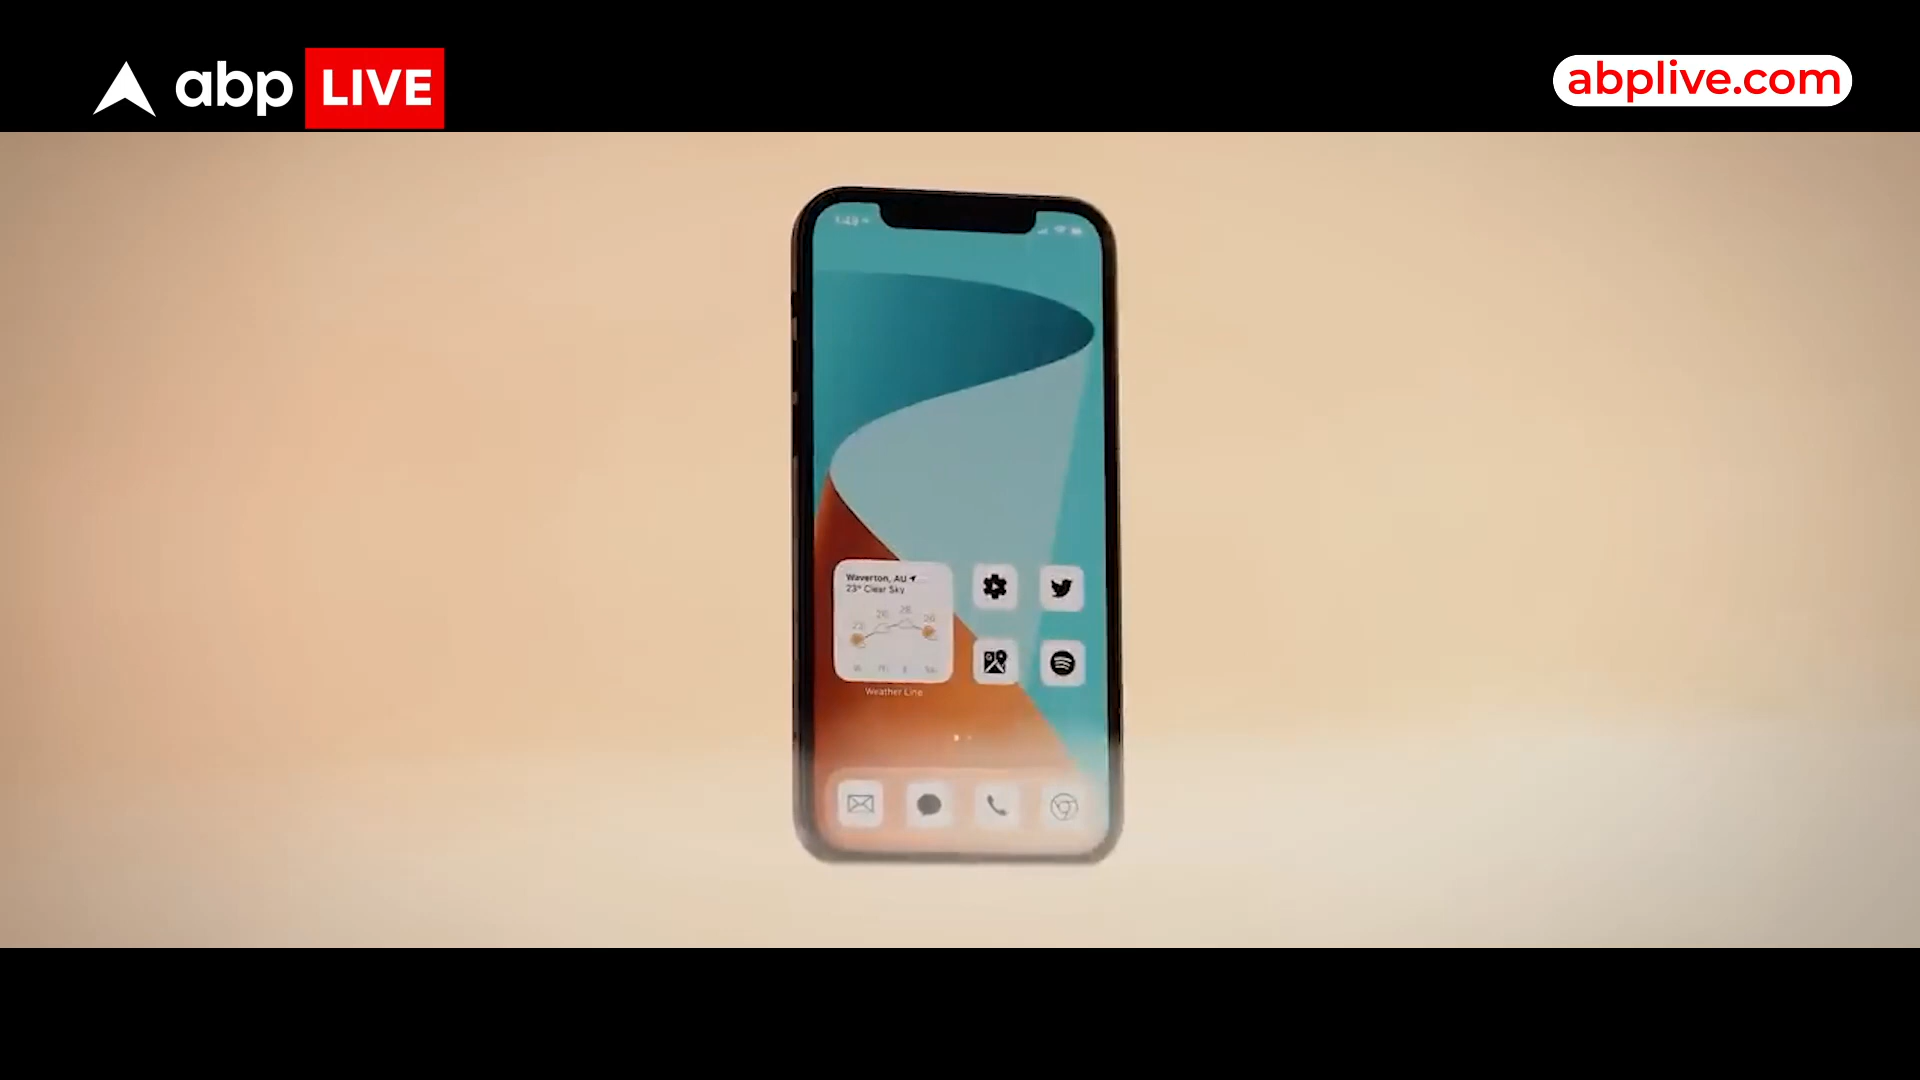 abp LIVE
abplive.com
Waverton, AU
23° Clear Sky
Weather Line